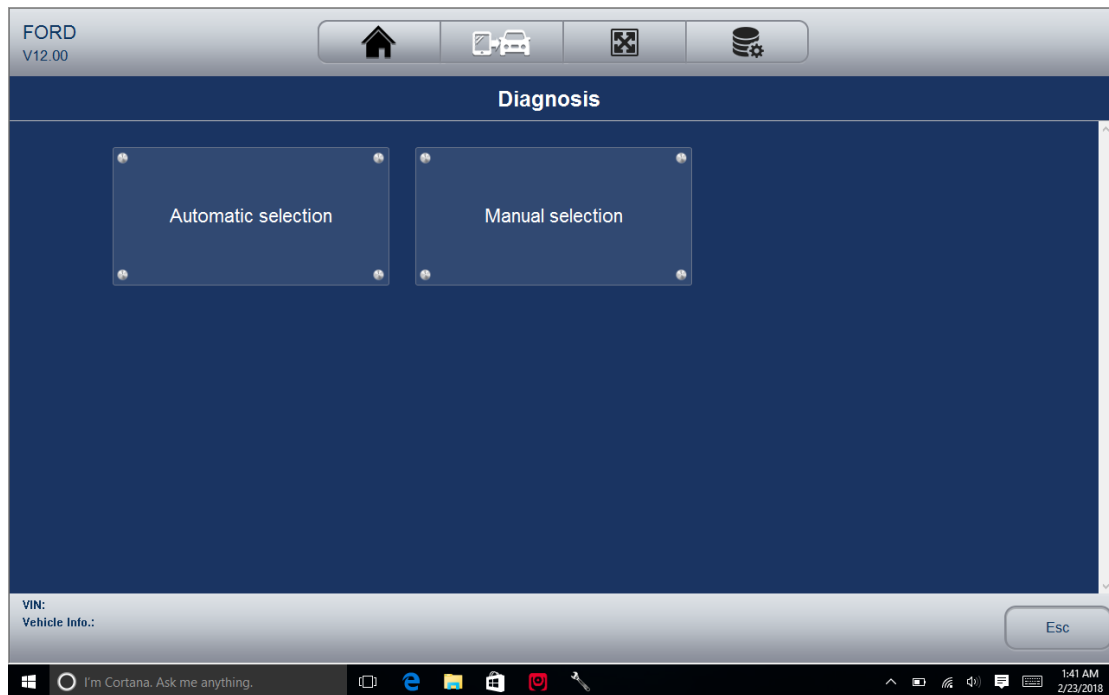 FORD
V12.00
Diagnosis
Automatic selection
Manual selection
VIN:
Vehicle Info.:
Esc
I'm Cortana. Ask me anything.
1:41 AM
2/23/2018